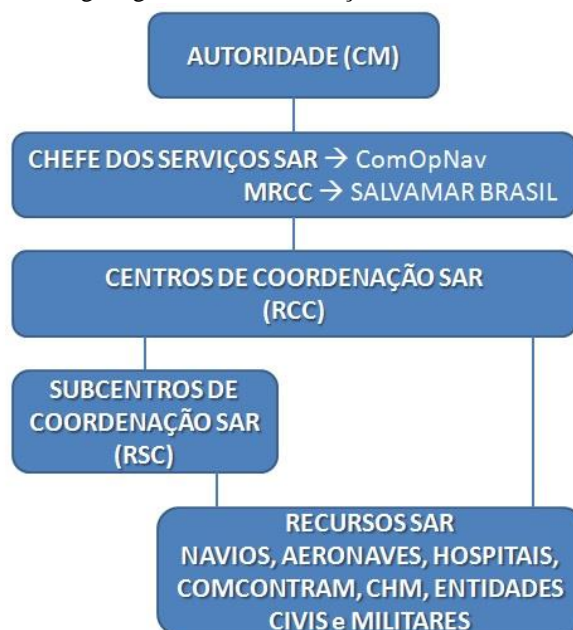 AUTORIDADE (CM)
CHEFE DOS SERVIÇOS SAR → ComOpNav
MRCC → SALVAMAR BRASIL
CENTROS DE COORDENAÇÃO SAR
(RCC)
SUBCENTROS DE
COORDENAÇÃO SAR
(RSC)
RECURSOS SAR
NAVIOS, AERONAVES, HOSPITAIS,
COMCONTRAM, CHM, ENTIDADES
CIVIS e MILITARES